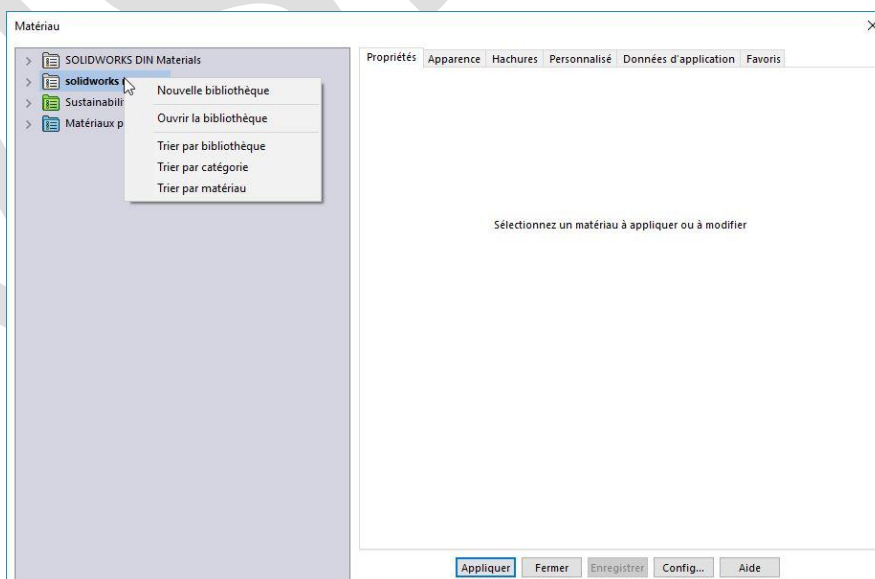 Matériau
SOLIDWORKS DIN Materials
solidworks
Sustainabili
Matériaux p
Nouvelle bibliothèque
Ouvrir la bibliothèque
Trier par bibliothèque
Trier par catégorie
Trier par matériau
Propriétés Apparence Hachures Personnalisé Données d'application Favoris
Sélectionnez un matériau à appliquer ou à modifier
Appliquer Fermer Enregistrer Config... Aide